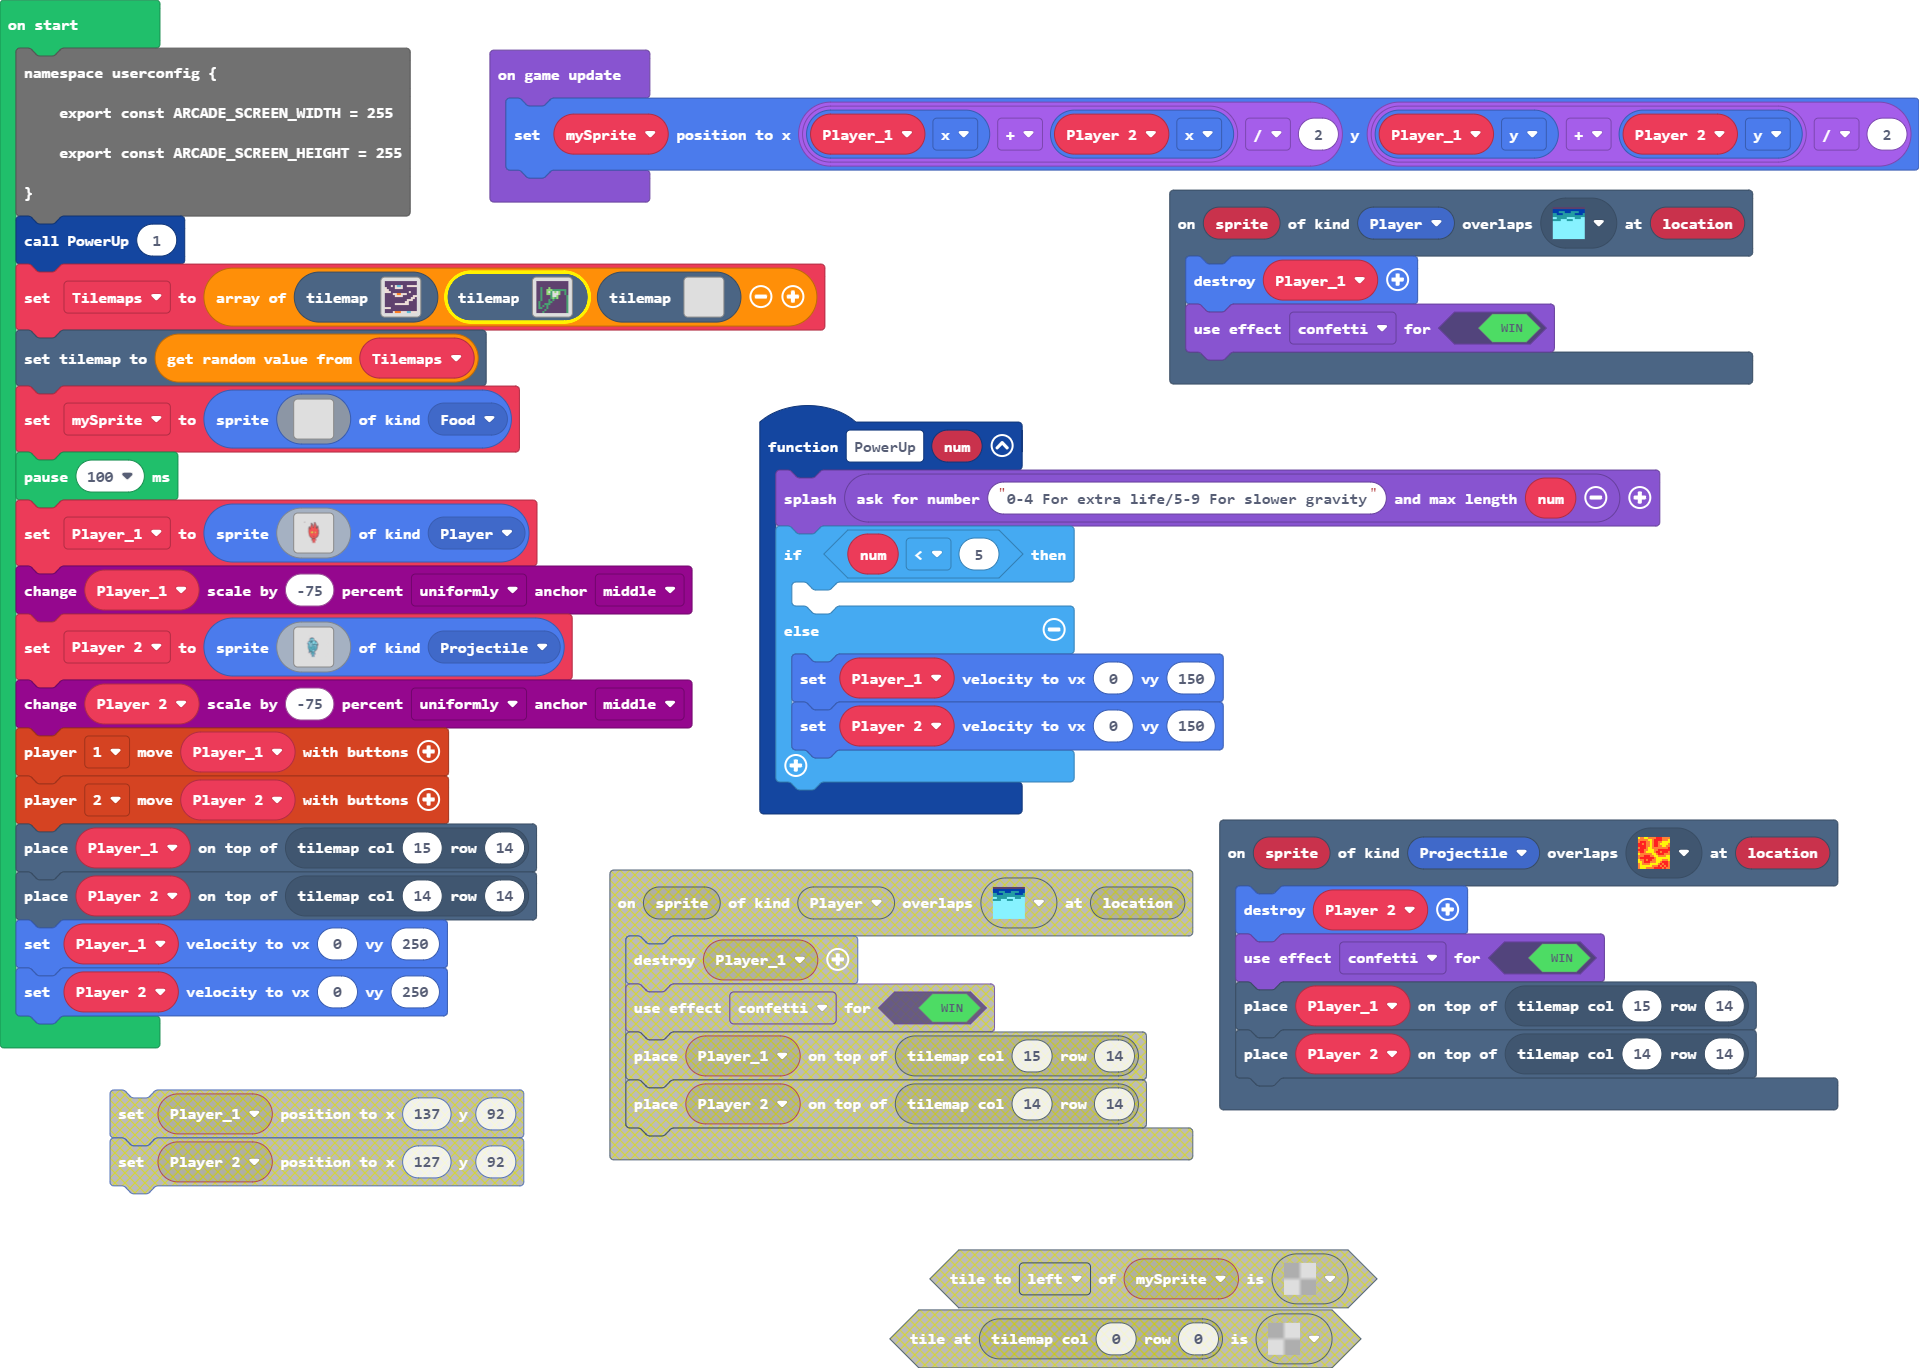 on start
namespace userconfig {
export const ARCADE_SCREEN_WIDTH = 255
export const ARCADE_SCREEN_HEIGHT = 255
}
call PowerUp 1
set Tilemaps to array of tilemap tilemap tilemap
set tilemap to get random value from Tilemaps
set mySprite to sprite of kind Food
pause 100 ms
set Player_1 to sprite of kind Player
change Player_1 scale by -75 percent uniformly anchor middle
set Player 2 to sprite of kind Projectile
change Player 2 scale by -75 percent uniformly anchor middle
player 1 move Player_1 with buttons
player 2 move Player 2 with buttons
place Player_1 on top of tilemap col 15 row 14
place Player 2 on top of tilemap col 14 row 14
set Player_1 velocity to vx 0 vy 250
set Player 2 velocity to vx 0 vy 250
on game update
set mySprite position to x Player_1 x + Player 2 x / 2 y Player_1 y + Player 2 y / 2
on sprite of kind Player overlaps at location
destroy Player_1
use effect confetti for WIN
function PowerUp num
splash ask for number "0-4 For extra life/5-9 For slower gravity" and max length num
if num < 5 then
else
set Player_1 velocity to vx 0 vy 150
set Player 2 velocity to vx 0 vy 150
on sprite of kind Projectile overlaps at location
destroy Player 2
use effect confetti for WIN
place Player_1 on top of tilemap col 15 row 14
place Player 2 on top of tilemap col 14 row 14
on sprite of kind Player overlaps at location
destroy Player_1
use effect confetti for WIN
place Player_1 on top of tilemap col 15 row 14
place Player 2 on top of tilemap col 14 row 14
set Player_1 position to x 137 y 92
set Player 2 position to x 127 y 92
tile to left of mySprite is
tile at tilemap col 0 row 0 is